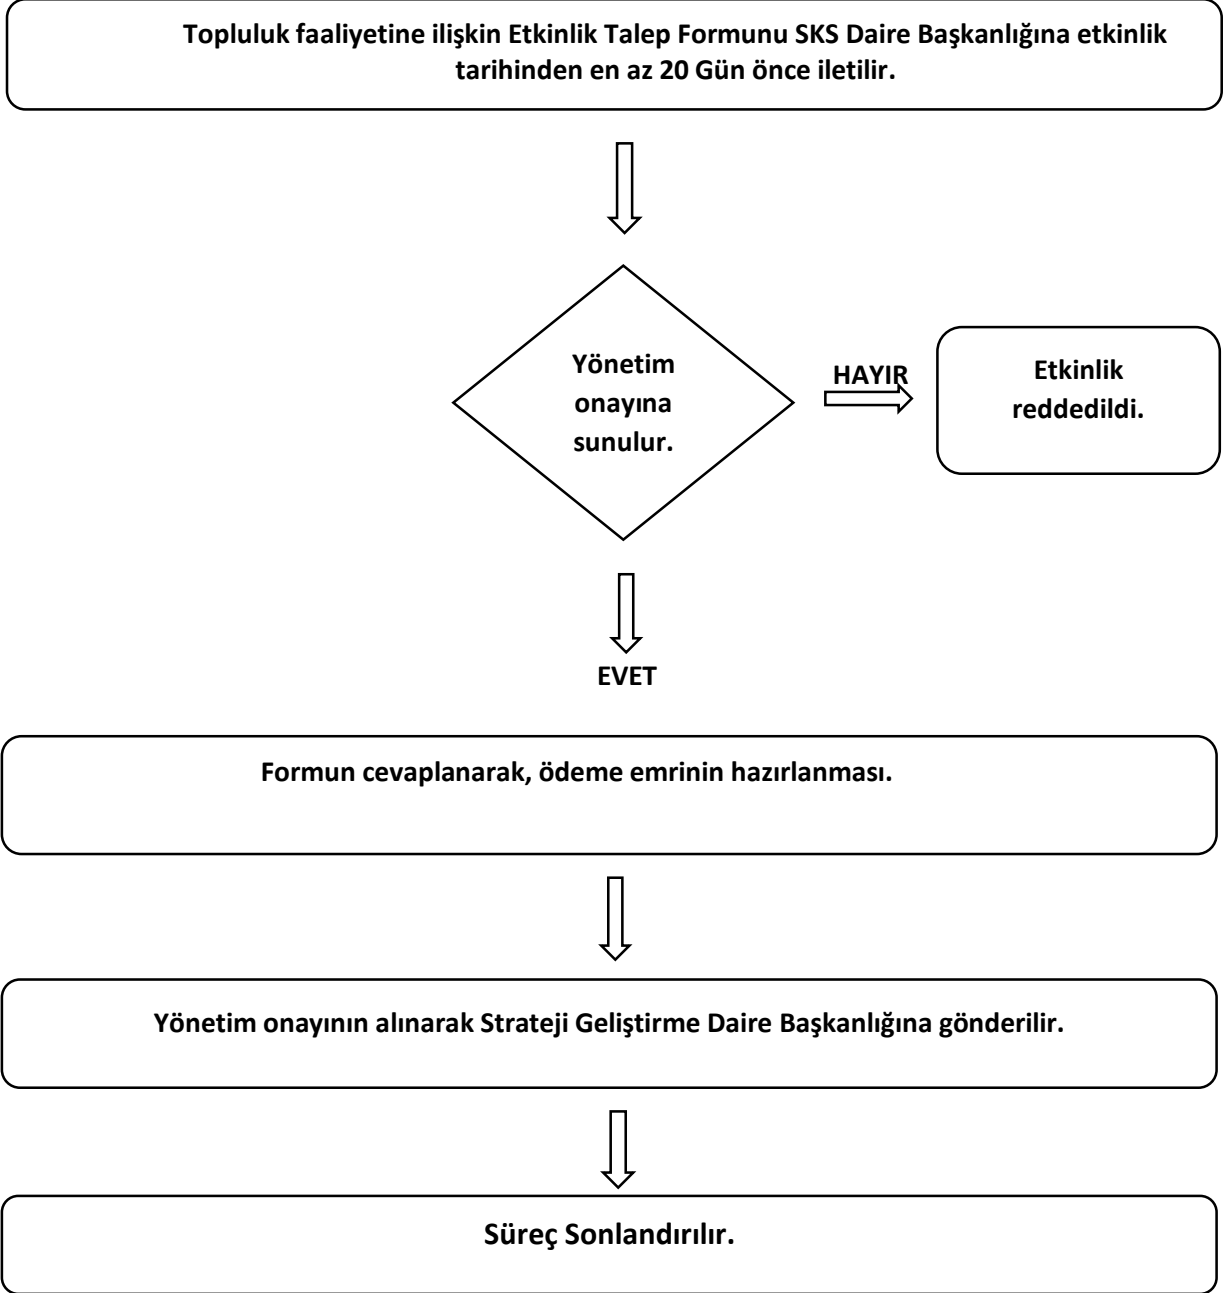 Topluluk faaliyetine ilişkin Etkinlik Talep Formunu SKS Daire Başkanlığına etkinlik
tarihinden en az 20 Gün önce iletilir.
Yönetim
onayına
sunulur.
HAYIR
Etkinlik
reddedildi.
EVET
Formun cevaplanarak, ödeme emrinin hazırlanması.
Yönetim onayının alınarak Strateji Geliştirme Daire Başkanlığına gönderilir.
Süreç Sonlandırılır.